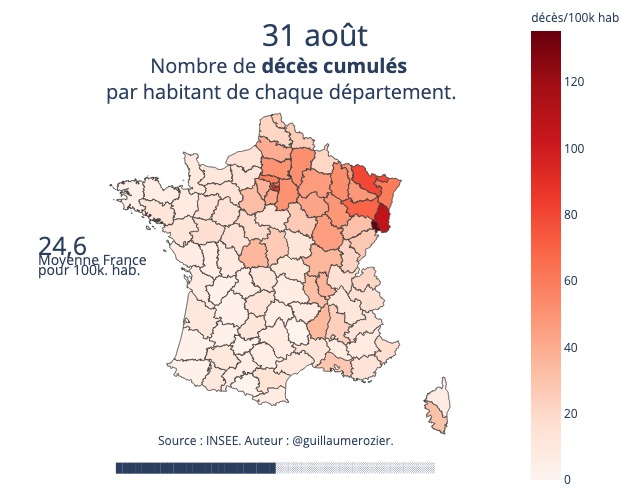 31 août
Nombre de décès cumulés
par habitant de chaque département.
décès/100k hab
120
100
80
60
40
20
0
24,6
Moyenne France
pour 100k. hab.
Source : INSEE. Auteur : @guillaumerozier.